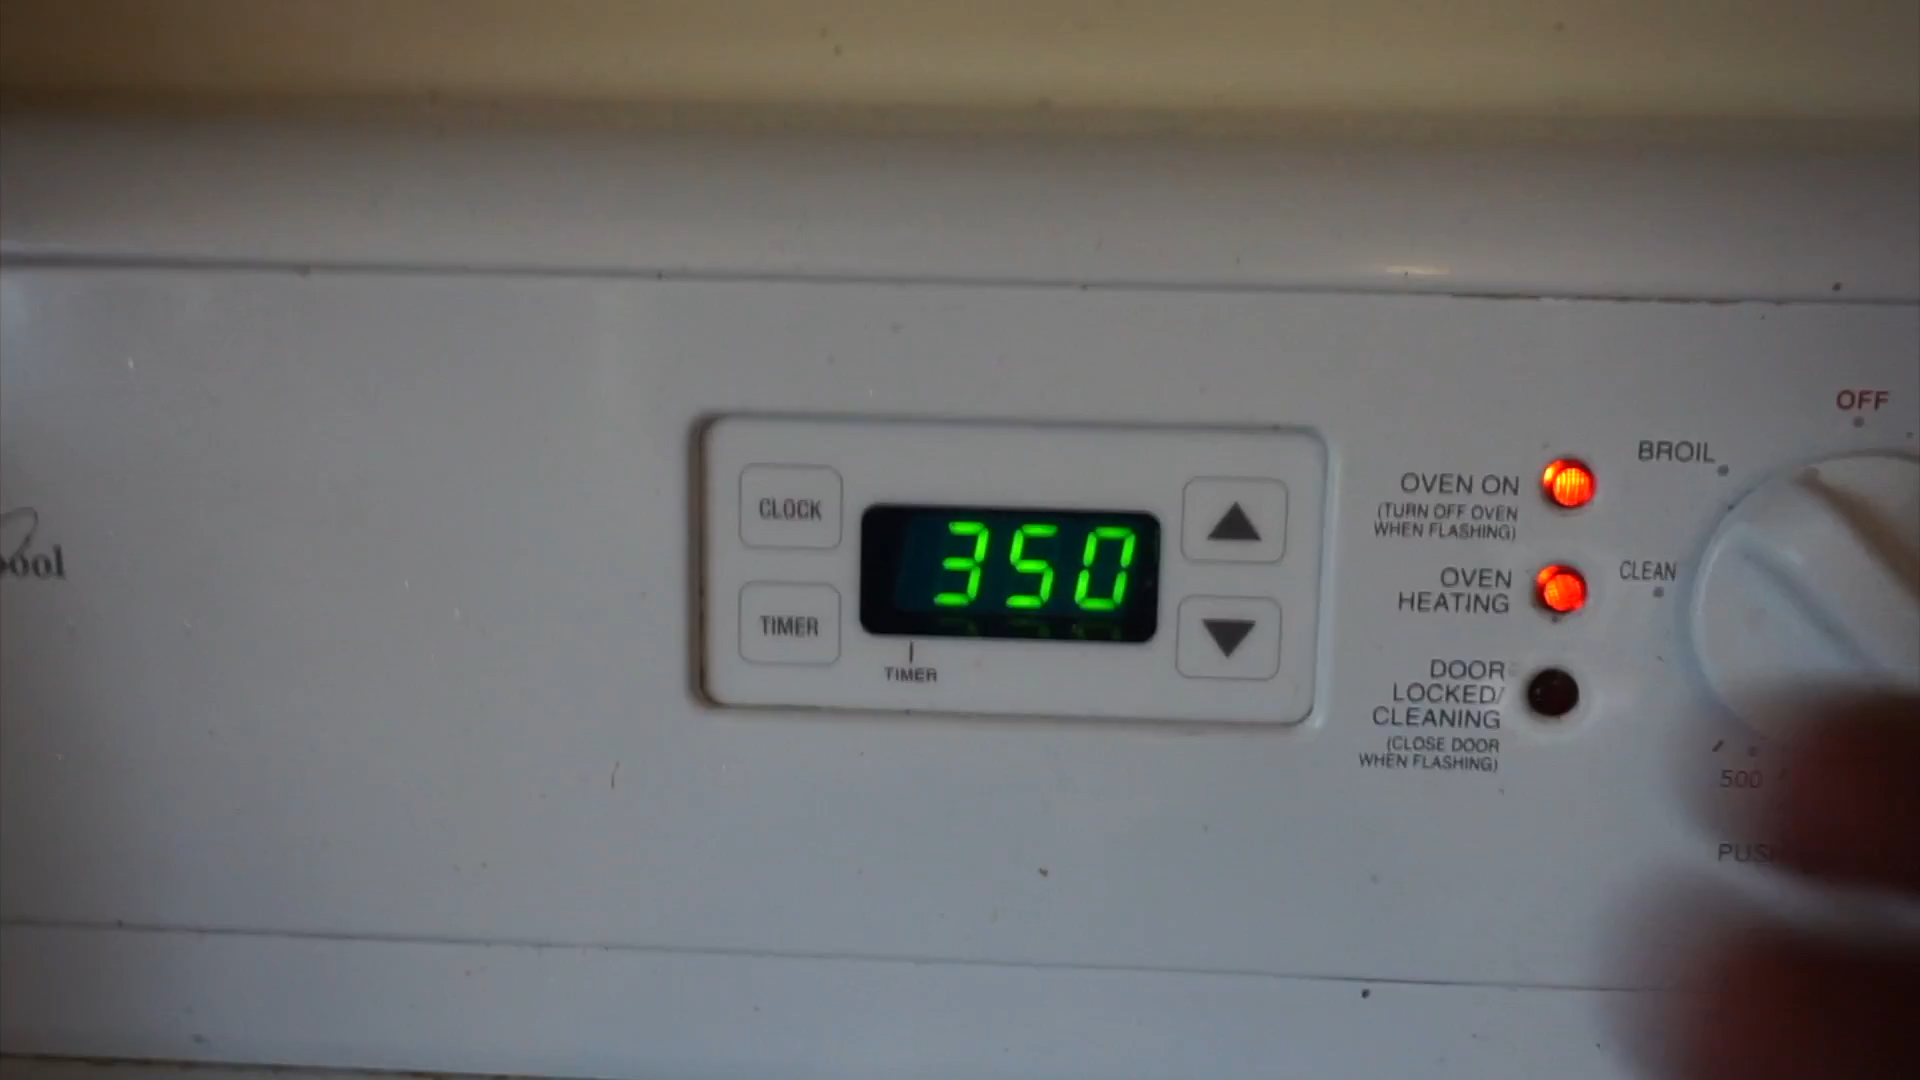 CLOCK
TIMER
350
TIMER
OVEN ON
(TURN OFF OVEN
WHEN FLASHING)
OVEN
HEATING
DOOR
LOCKED/
CLEANING
(CLOSE DOOR
WHEN FLASHING)
OFF
BROIL
CLEAN
500